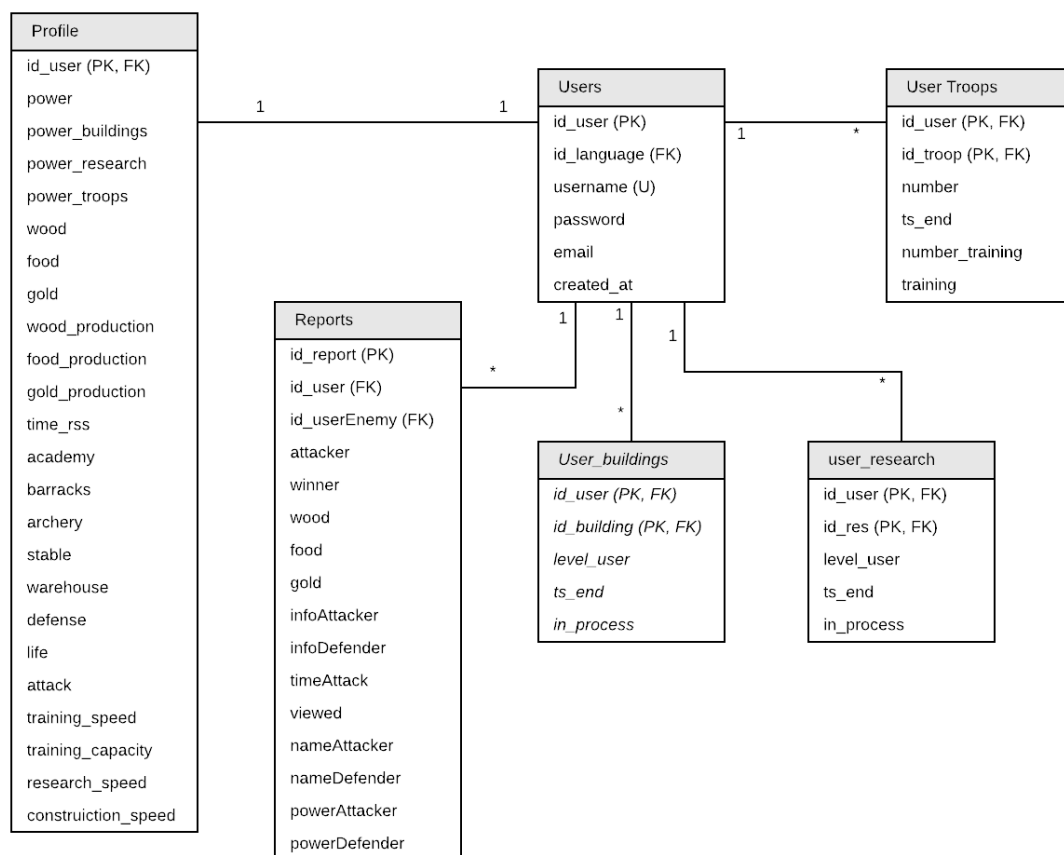 Profile
id_user (PK, FK)
power
power_buildings
power_research
power_troops
wood
food
gold
wood_production
food_production
gold_production
time_rss
academy
barracks
archery
stable
warehouse
defense
life
attack
training_speed
training_capacity
research_speed
construiction_speed
1
1
Users
id_user (PK)
id_language (FK)
username (U)
password
email
created_at
1
*
User Troops
id_user (PK, FK)
id_troop (PK, FK)
number
ts_end
number_training
training
Reports
id_report (PK)
id_user (FK)
id_userEnemy (FK)
attacker
winner
wood
food
gold
infoAttacker
infoDefender
timeAttack
viewed
nameAttacker
nameDefender
powerAttacker
powerDefender
1
*
1
*
1
*
User_buildings
id_user (PK, FK)
id_building (PK, FK)
level_user
ts_end
in_process
user_research
id_user (PK, FK)
id_res (PK, FK)
level_user
ts_end
in_process